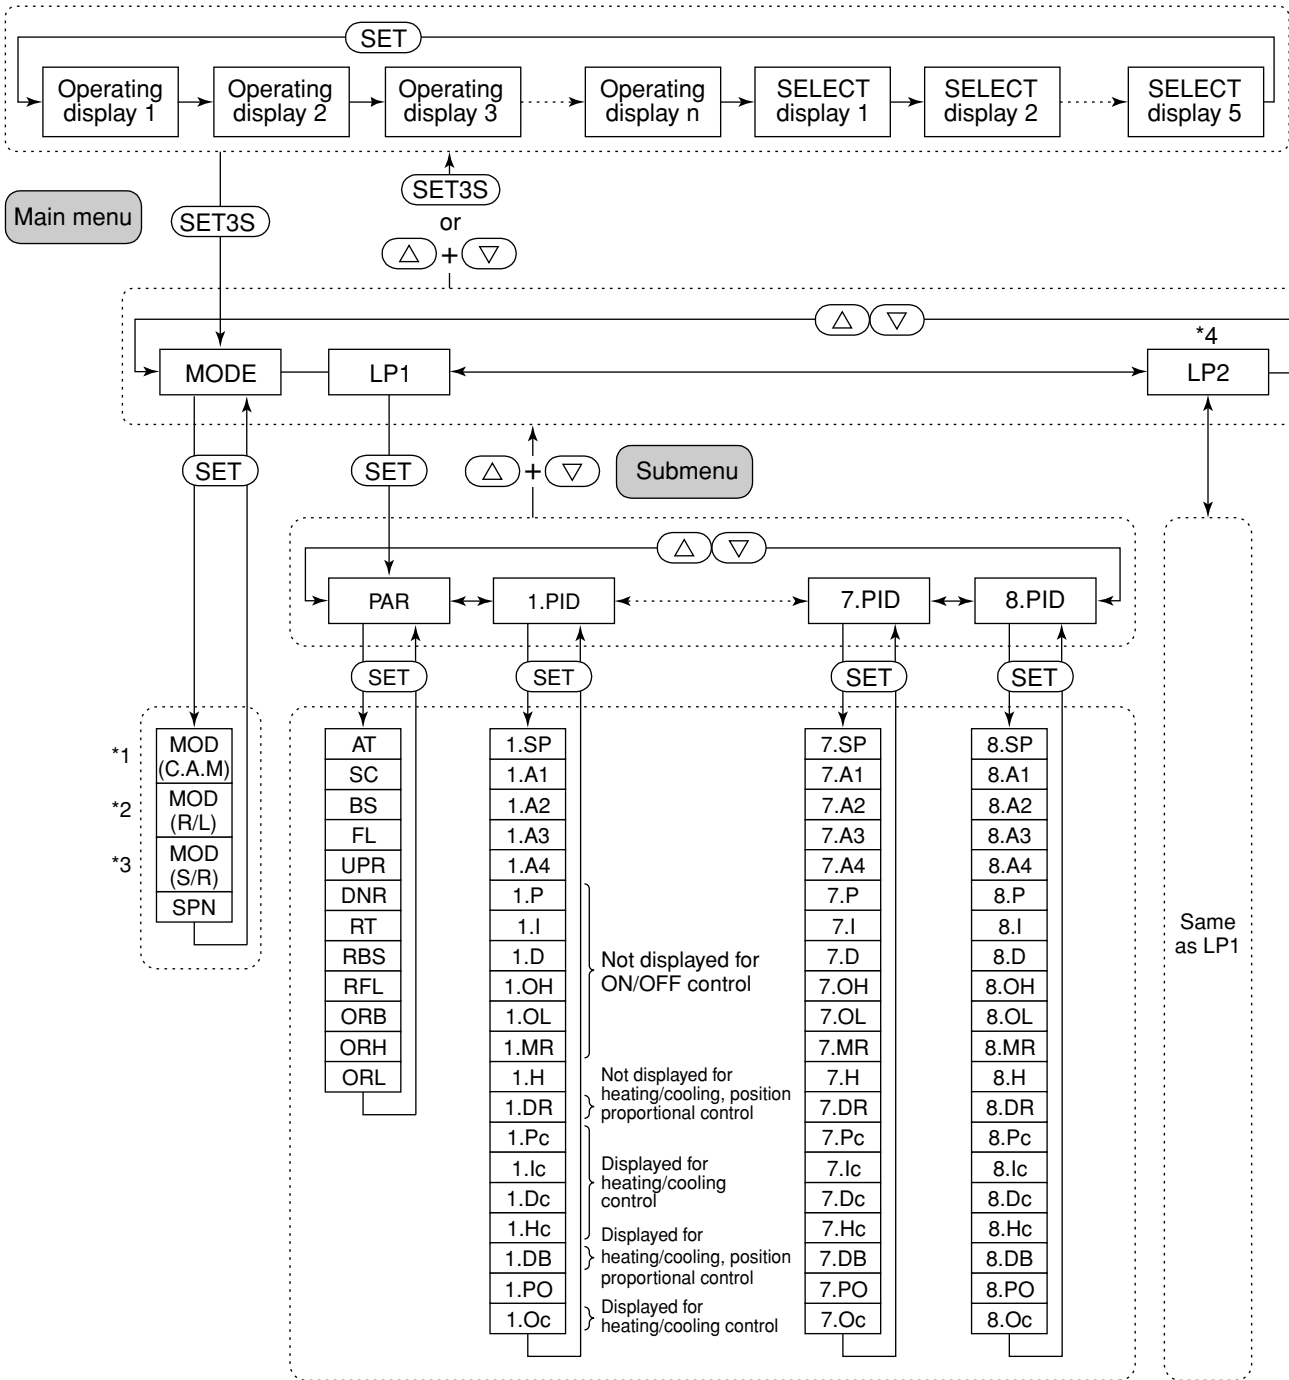 SET
Operating display 1
Operating display 2
Operating display 3
Operating display n
SELECT display 1
SELECT display 2
SELECT display 5
Main menu
SET3S
SET3S
or
△ + ▽
△ ▽
*4
MODE
LP1
LP2
SET
SET
△ + ▽
Submenu
△ ▽
PAR
1.PID
7.PID
8.PID
SET
SET
SET
SET
*1
MOD
(C.A.M)
*2
MOD
(R/L)
*3
MOD
(S/R)
SPN
AT
SC
BS
FL
UPR
DNR
RT
RBS
RFL
ORB
ORH
ORL
1.SP
1.A1
1.A2
1.A3
1.A4
1.P
1.I
1.D
1.OH
1.OL
1.MR
1.H
1.DR
1.Pc
1.Ic
1.Dc
1.Hc
1.DB
1.PO
1.Oc
Not displayed for
ON/OFF control
Not displayed for
heating/cooling, position
proportional control
Displayed for
heating/cooling
control
Displayed for
heating/cooling, position
proportional control
Displayed for
heating/cooling control
7.SP
7.A1
7.A2
7.A3
7.A4
7.P
7.I
7.D
7.OH
7.OL
7.MR
7.H
7.DR
7.Pc
7.Ic
7.Dc
7.Hc
7.DB
7.PO
7.Oc
8.SP
8.A1
8.A2
8.A3
8.A4
8.P
8.I
8.D
8.OH
8.OL
8.MR
8.H
8.DR
8.Pc
8.Ic
8.Dc
8.Hc
8.DB
8.PO
8.Oc
Same
as LP1